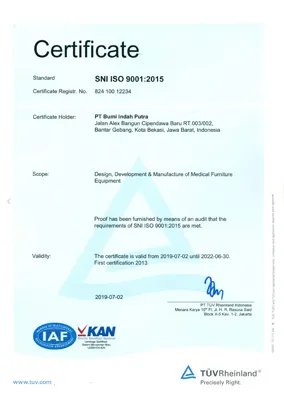 Certificate
Standard SNI ISO 9001:2015
Certificate Registr. No. 824 100 12234
Certificate Holder: PT Bumi Indah Putra
Jalan Alex Bangun Cipendawa Baru RT.003/002,
Bantar Gebang, Kota Bekasi, Jawa Barat, Indonesia
Scope: Design, Development & Manufacture of Medical Furniture
Equipment
Proof has been furnished by means of an audit that the
requirements of SNI ISO 9001:2015 are met.
Validity: The certificate is valid from 2019-07-02 until 2022-06-30.
First certification 2013
2019-07-02
PT TUV Rheinland Indonesia
Menara Karya 10th Fl. Jl. H. R. Rasuna Said
Block X-5 Kav. 1-2, Jakarta
IAF
KAN
www.tuv.com
TÜVRheinland®
Precisely Right.